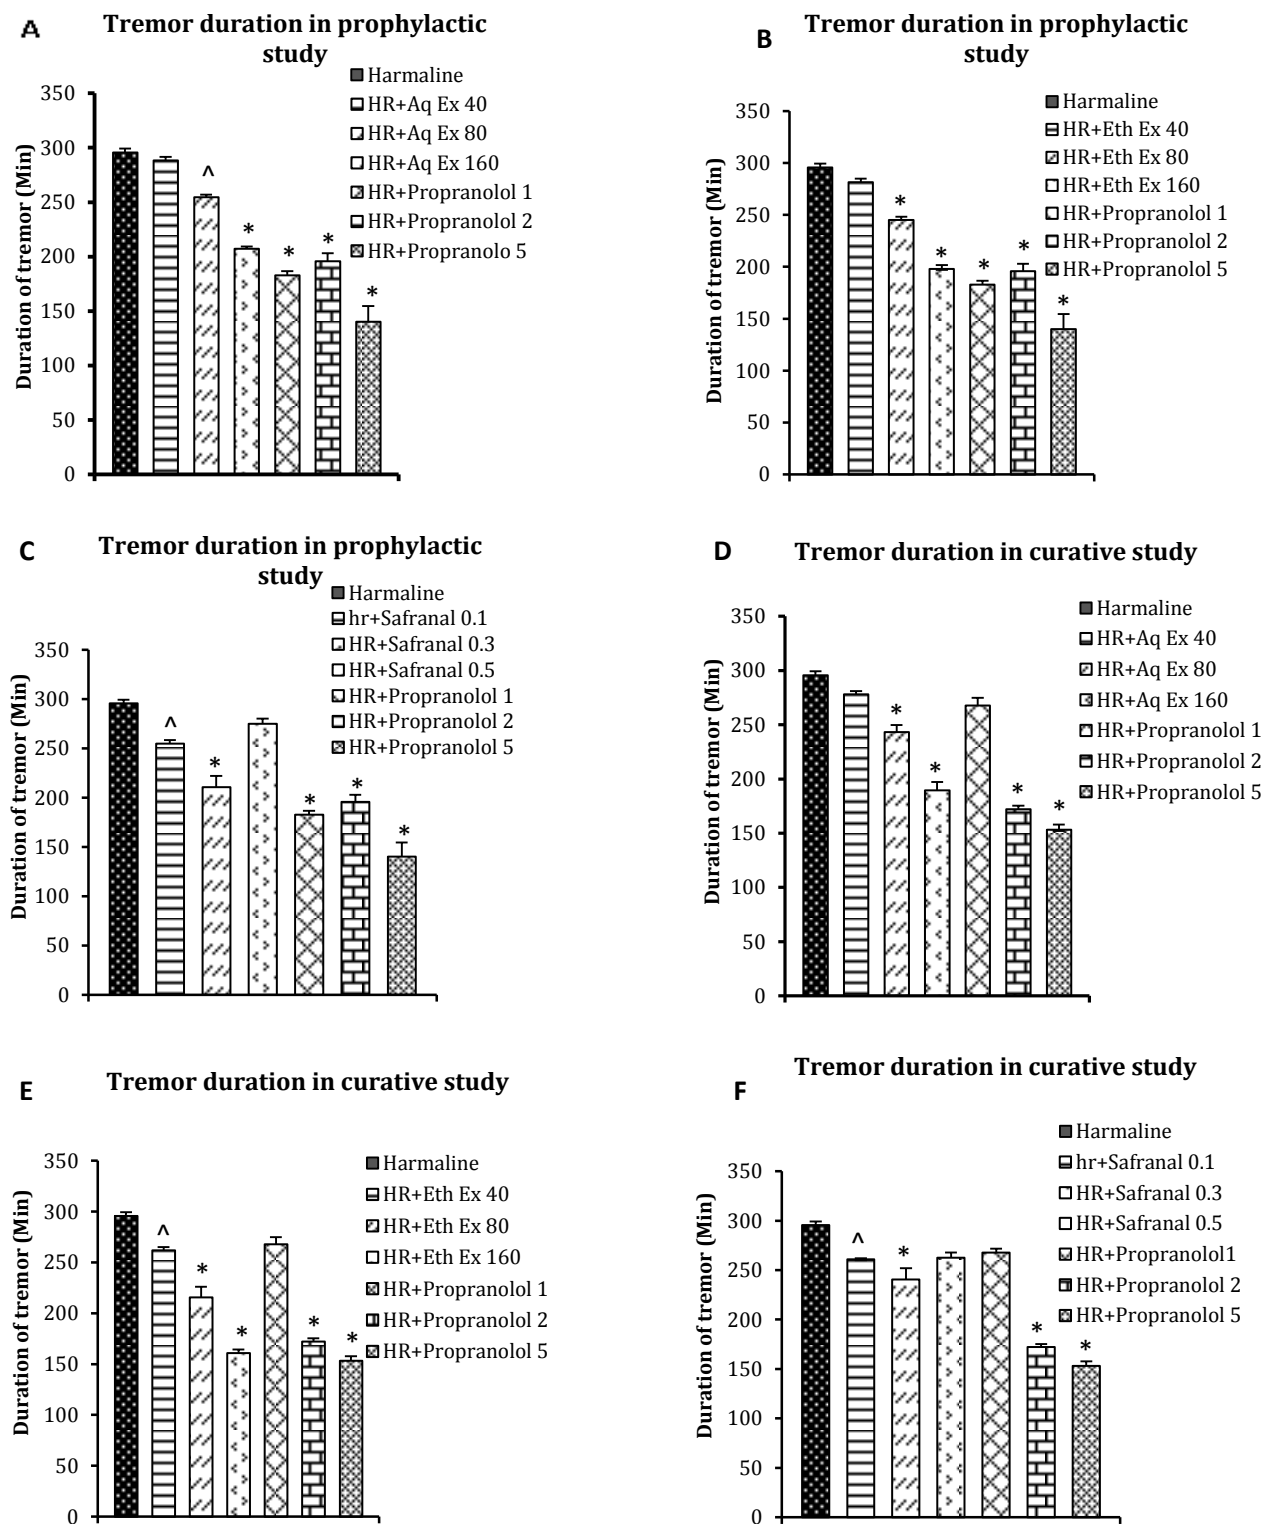 A
Tremor duration in prophylactic
study
Harmaline
HR+Aq Ex 40
HR+Aq Ex 80
HR+Aq Ex 160
HR+Propranolol 1
HR+Propranolol 2
HR+Propranolo 5
Duration of tremor (Min)
350
300
250
200
150
100
50
0
^
*
*
*
*
B
Tremor duration in prophylactic
study
Harmaline
HR+Eth Ex 40
HR+Eth Ex 80
HR+Eth Ex 160
HR+Propranolol 1
HR+Propranolol 2
HR+Propranolol 5
Duration of tremor (Min)
350
300
250
200
150
100
50
0
*
*
*
*
*
C
Tremor duration in prophylactic
study
Harmaline
hr+Safranal 0.1
HR+Safranal 0.3
HR+Safranal 0.5
HR+Propranolol 1
HR+Propranolol 2
HR+Propranolol 5
Duration of tremor (Min)
350
300
250
200
150
100
50
0
^
*
*
*
*
D
Tremor duration in curative study
Harmaline
HR+Aq Ex 40
HR+Aq Ex 80
HR+Aq Ex 160
HR+Propranolol 1
HR+Propranolol 2
HR+Propranolol 5
Duration of tremor (Min)
350
300
250
200
150
100
50
0
*
*
*
*
E
Tremor duration in curative study
Harmaline
HR+Eth Ex 40
HR+Eth Ex 80
HR+Eth Ex 160
HR+Propranolol 1
HR+Propranolol 2
HR+Propranolol 5
Duration of tremor (Min)
350
300
250
200
150
100
50
0
^
*
*
*
*
F
Tremor duration in curative study
Harmaline
hr+Safranal 0.1
HR+Safranal 0.3
HR+Safranal 0.5
HR+Propranolol1
HR+Propranolol 2
HR+Propranolol 5
Duration of tremor (Min)
350
300
250
200
150
100
50
0
^
*
*
*